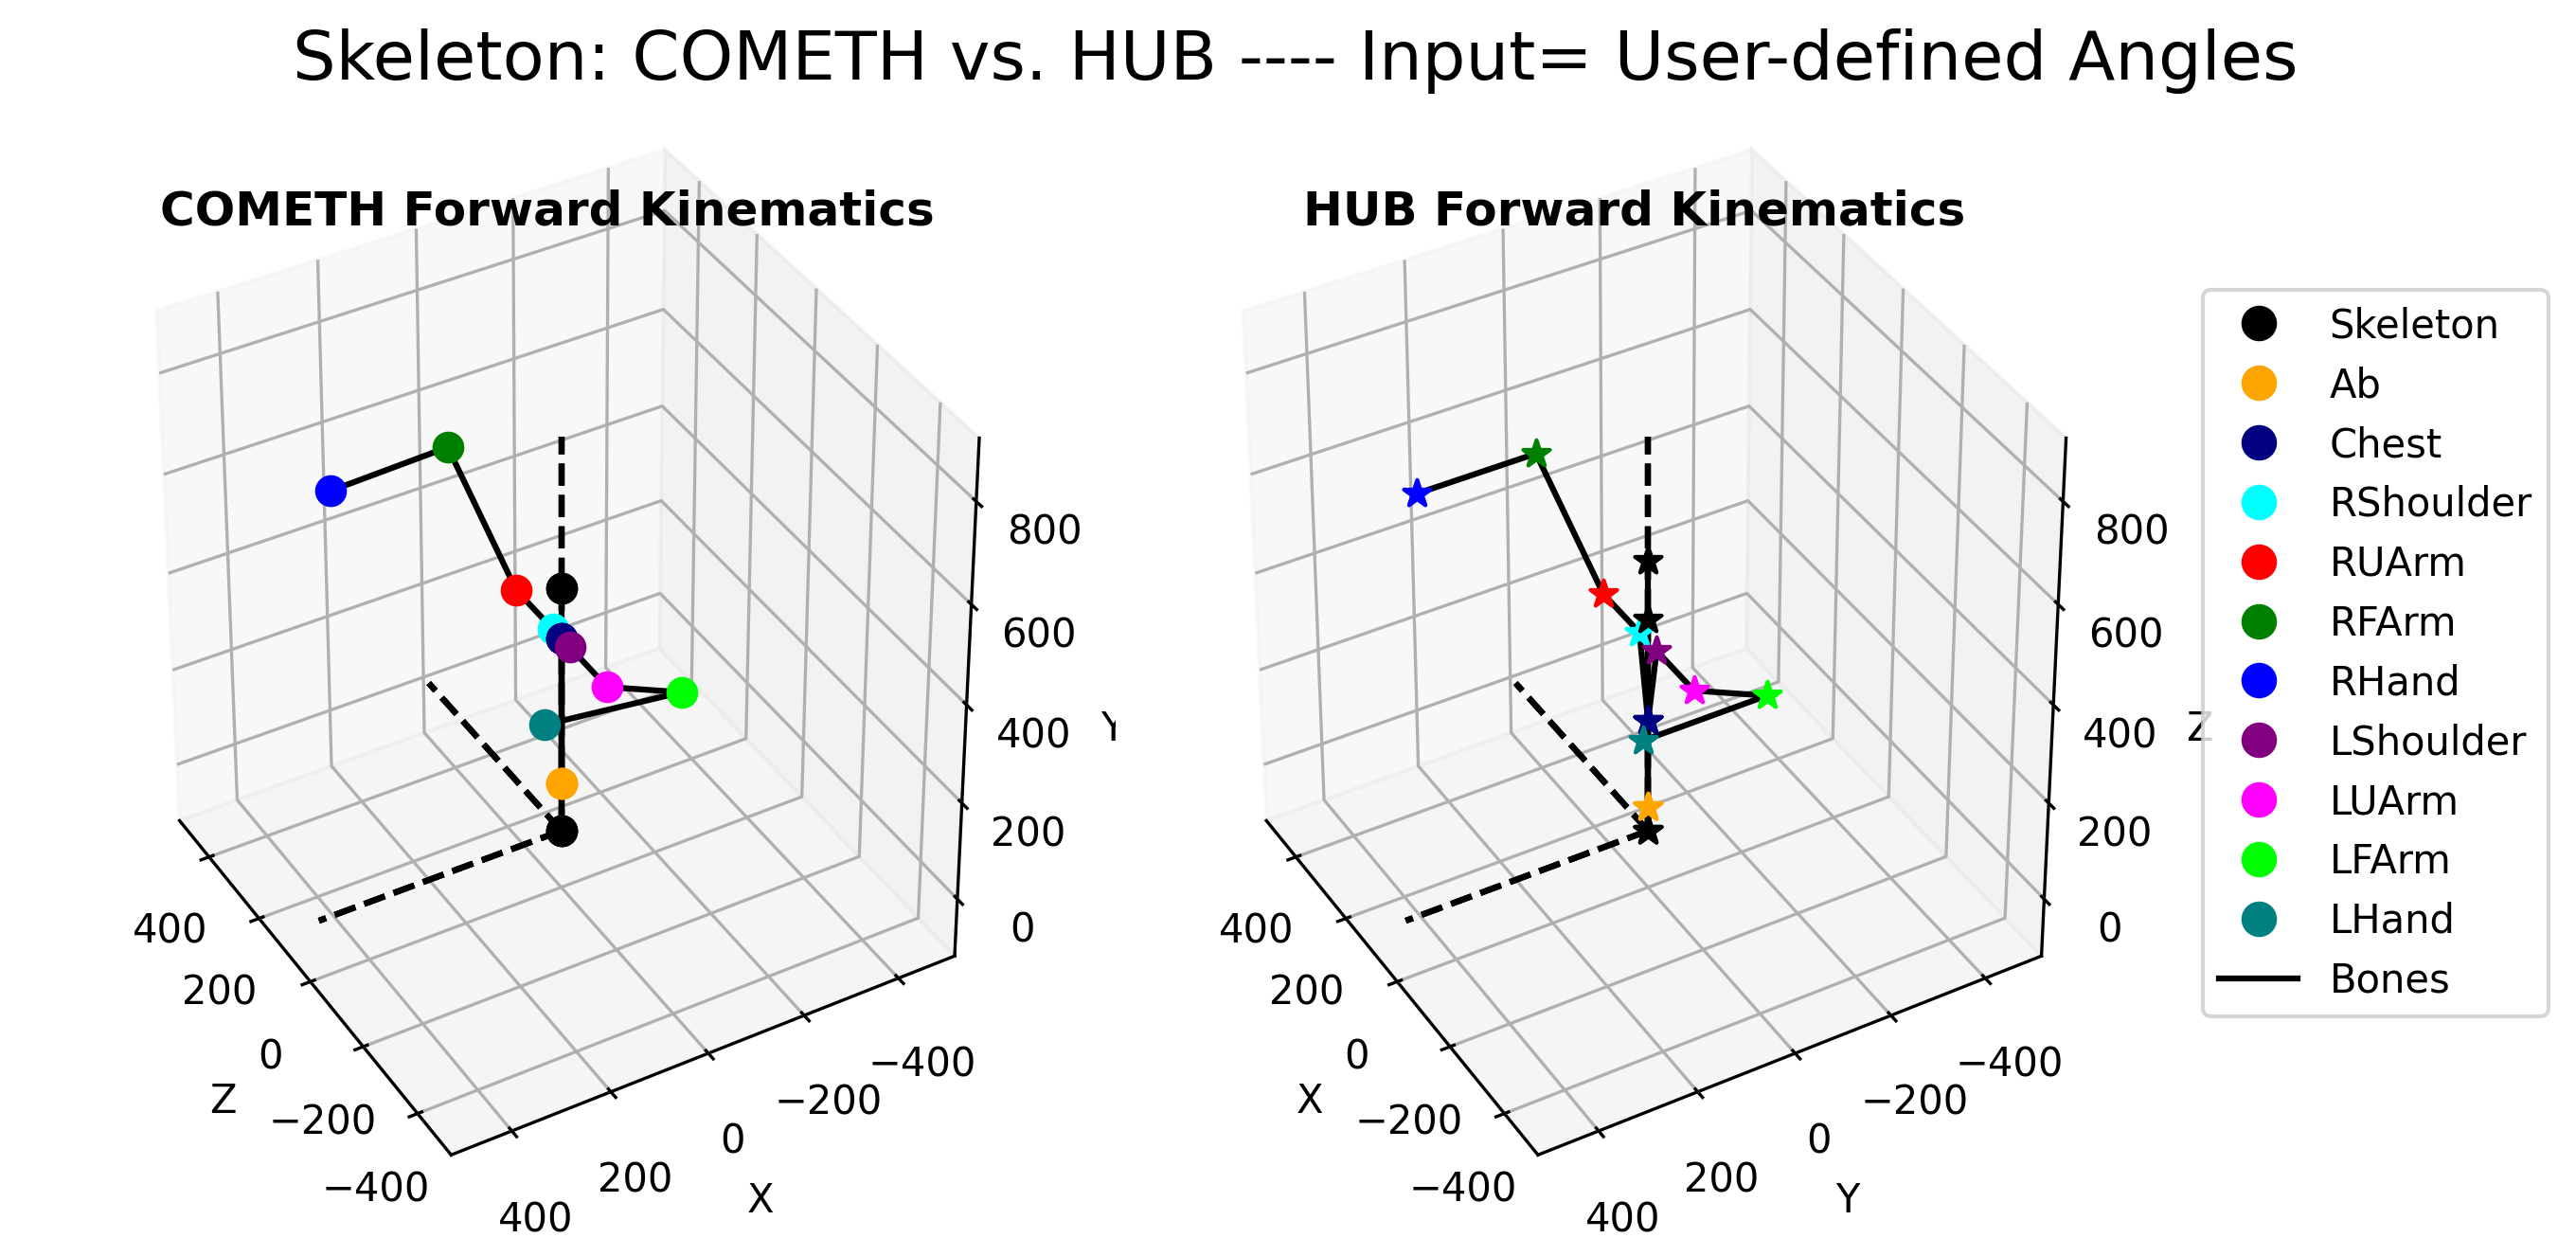 Skeleton: COMETH vs. HUB ---- Input= User-defined Angles
COMETH Forward Kinematics
800
600
400
200
0
Y
400
200
0
−200
−400
Z
400
200
0
−200
−400
X
HUB Forward Kinematics
800
600
400
200
0
Z
400
200
0
−200
−400
X
400
200
0
−200
−400
Y
Skeleton
Ab
Chest
RShoulder
RUArm
RFArm
RHand
LShoulder
LUArm
LFArm
LHand
Bones